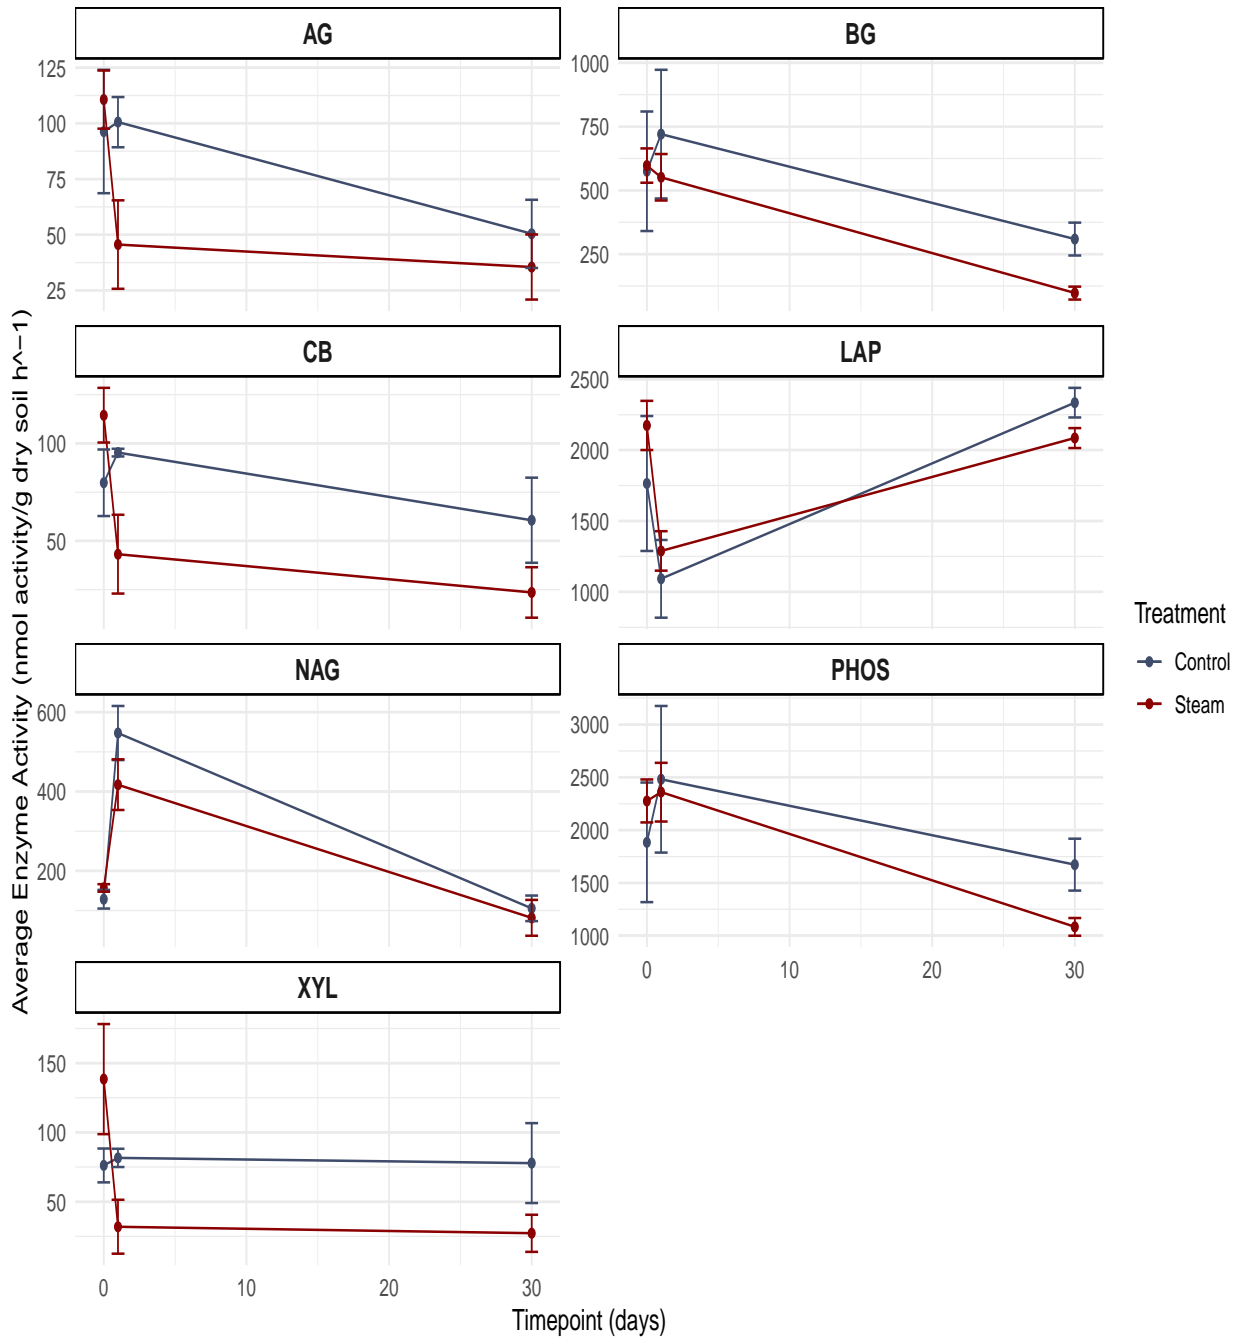 AG
BG
125
100
75
50
25
1000
750
500
250
CB
LAP
100
50
2500
2000
1500
1000
NAG
PHOS
600
400
200
3000
2500
2000
1500
1000
0
10
20
30
XYL
150
100
50
0
10
20
30
Timepoint (days)
Average Enzyme Activity (nmol activity/g dry soil h^−1)
Treatment
Control
Steam